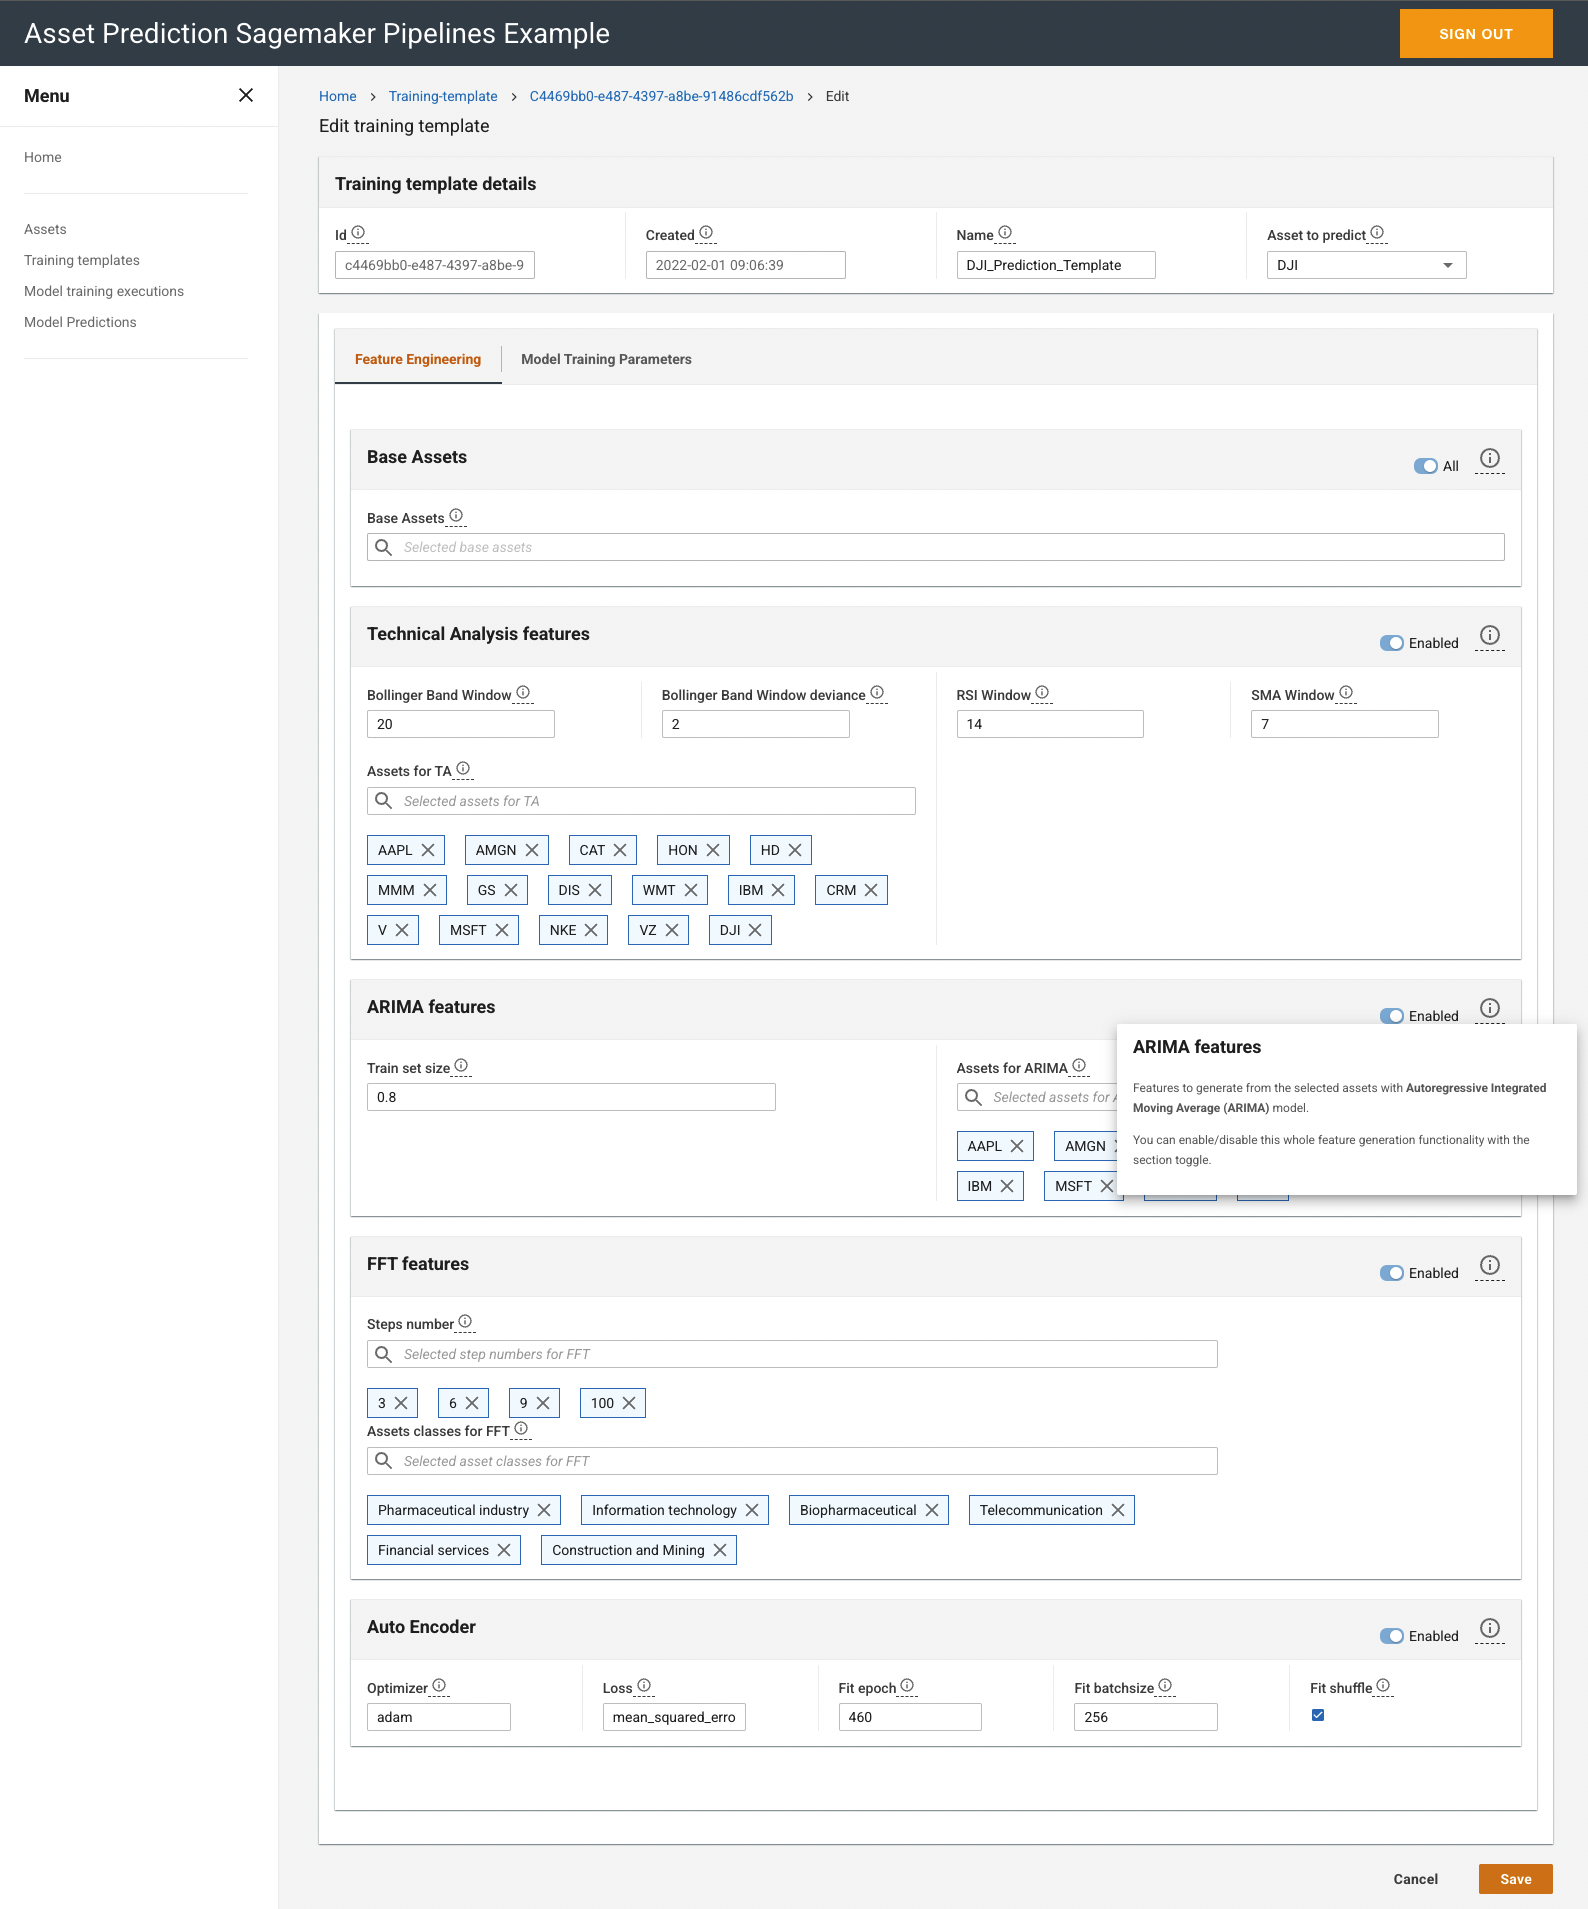 Asset Prediction Sagemaker Pipelines Example
SIGN OUT
Menu
Home
Assets
Training templates
Model training executions
Model Predictions
Home > Training-template > C4469bb0-e487-4397-a8be-91486cdf562b > Edit
Edit training template
Training template details
Id Created Name Asset to predict
c4469bb0-e487-4397-a8be-9 2022-02-01 09:06:39 DJI_Prediction_Template DJI
Feature Engineering Model Training Parameters
Base Assets
All
Base Assets
Selected base assets
Technical Analysis features
Enabled
Bollinger Band Window Bollinger Band Window deviance RSI Window SMA Window
20 2 14 7
Assets for TA
Selected assets for TA
AAPL AMGN CAT HON HD
MMM GS DIS WMT IBM CRM
V MSFT NKE VZ DJI
ARIMA features
Enabled
Train set size
0.8
Assets for ARIMA
Selected assets for
AAPL AMGN
IBM MSFT
ARIMA features
Features to generate from the selected assets with Autoregressive Integrated
Moving Average (ARIMA) model.
You can enable/disable this whole feature generation functionality with the
section toggle.
FFT features
Enabled
Steps number
Selected step numbers for FFT
3 6 9 100
Assets classes for FFT
Selected asset classes for FFT
Pharmaceutical industry Information technology Biopharmaceutical Telecommunication
Financial services Construction and Mining
Auto Encoder
Enabled
Optimizer Loss Fit epoch Fit batchsize Fit shuffle
adam mean_squared_erro 460 256
Cancel Save